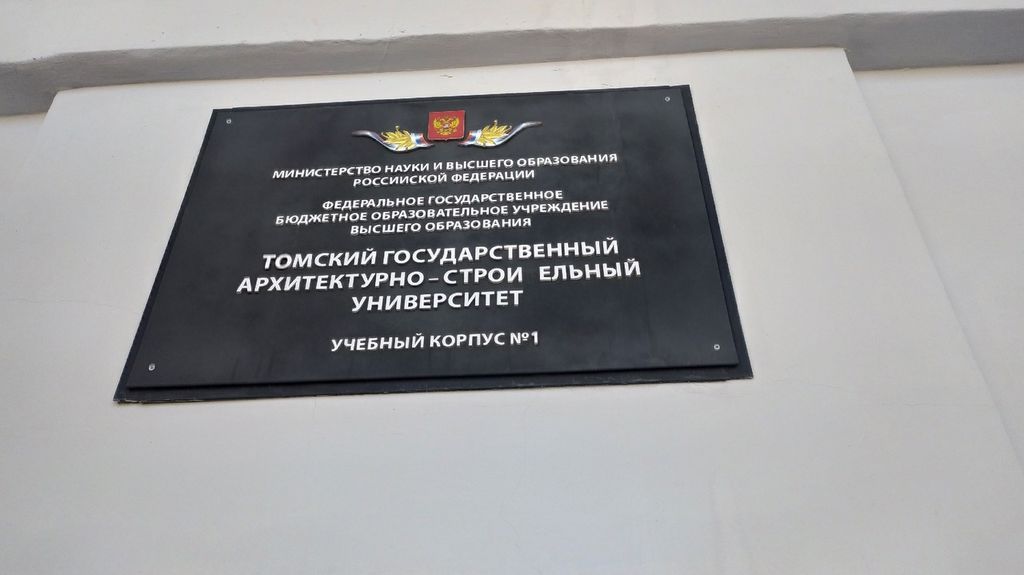 МИНИСТЕРСТВО НАУКИ И ВЫСШЕГО ОБРАЗОВАНИЯ
РОССИИСКОЙ ФЕДЕРАЦИИ
ФЕДЕРАЛЬНОЕ ГОСУДАРСТВЕННОЕ
БЮДЖЕТНОЕ ОБРАЗОВАТЕЛЬНОЕ УЧРЕЖДЕНИЕ
ВЫСШЕГО ОБРАЗОВАНИЯ
ТОМСКИЙ ГОСУДАРСТВЕННЫЙ
АРХИТЕКТУРНО – СТРОИ ЕЛЬНЫЙ
УНИВЕРСИТЕТ
УЧЕБНЫЙ КОРПУС №1